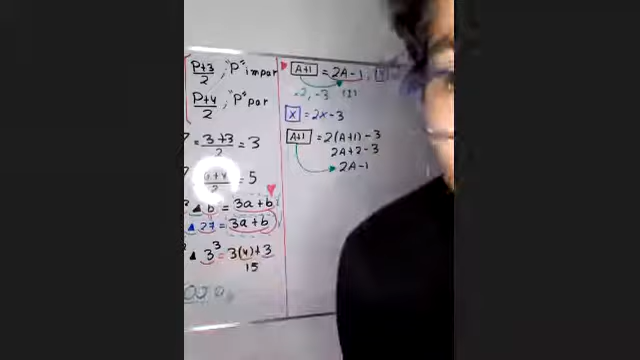 P+3/2 , "P" impar
P+4/2 , "P" par
= 3+3/2 = 3
/2 = 5
▲ b = 3a+b
▲ 27 = 3a+b
▲ 3³ = 3(4)+3
15
A+1 = 2A-1 ;
×2, -3
x = 2x-3
A+1 = 2(A+1)-3
2A+2-3
2A-1